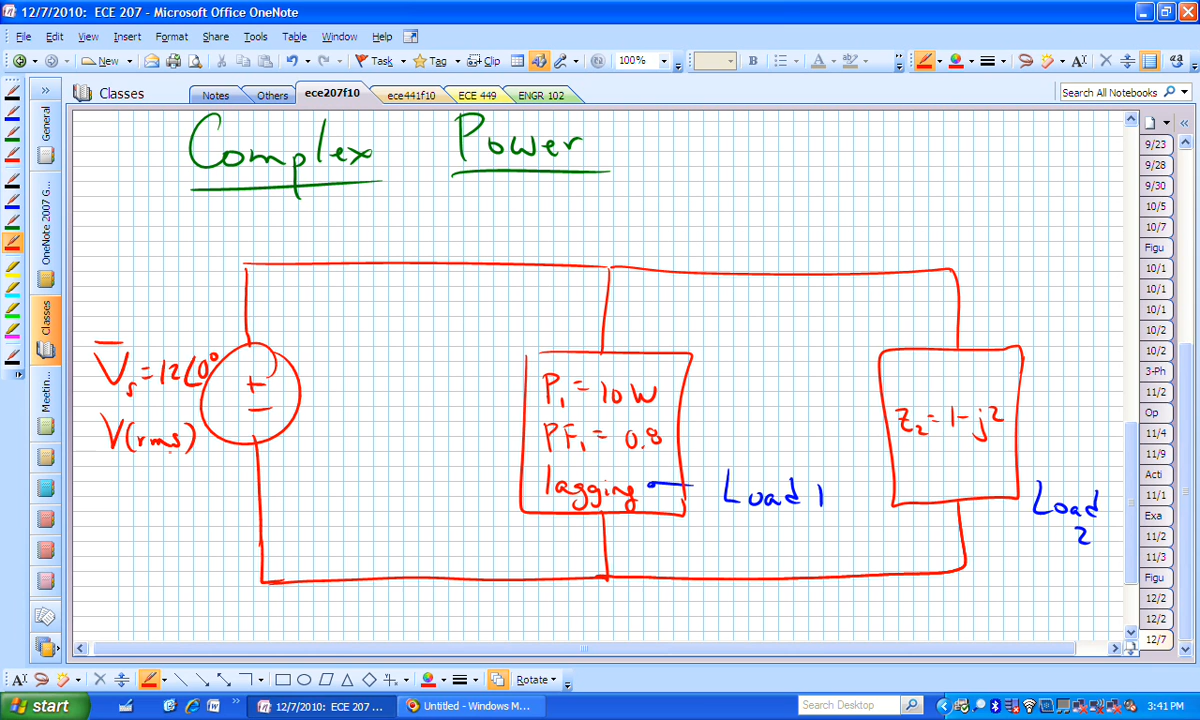 12/7/2010: ECE 207 - Microsoft Office OneNote
File Edit View Insert Format Share Tools Table Window Help
New Task Tag Clip 100% B A ab A
Classes Notes Others ece207f10 ece441f10 ECE 449 ENGR 102 Search All Notebooks
General
OneNote 2007 G...
Classes
Meetin...
Complex Power
V̅s = 12∠0°
V(rms)
+
−
P₁ = 10 W
PF₁ = 0.8
lagging
Load 1
Z₂ = 1 - j2
Load
2
9/23
9/28
9/30
10/5
10/7
Figu
10/1
10/1
10/1
10/2
10/2
3-Ph
11/2
Op
11/4
11/9
Acti
11/1
Exa
11/2
11/3
Figu
12/2
12/2
12/7
A Rotate
start 12/7/2010: ECE 207 ... Untitled - Windows M... Search Desktop 3:41 PM